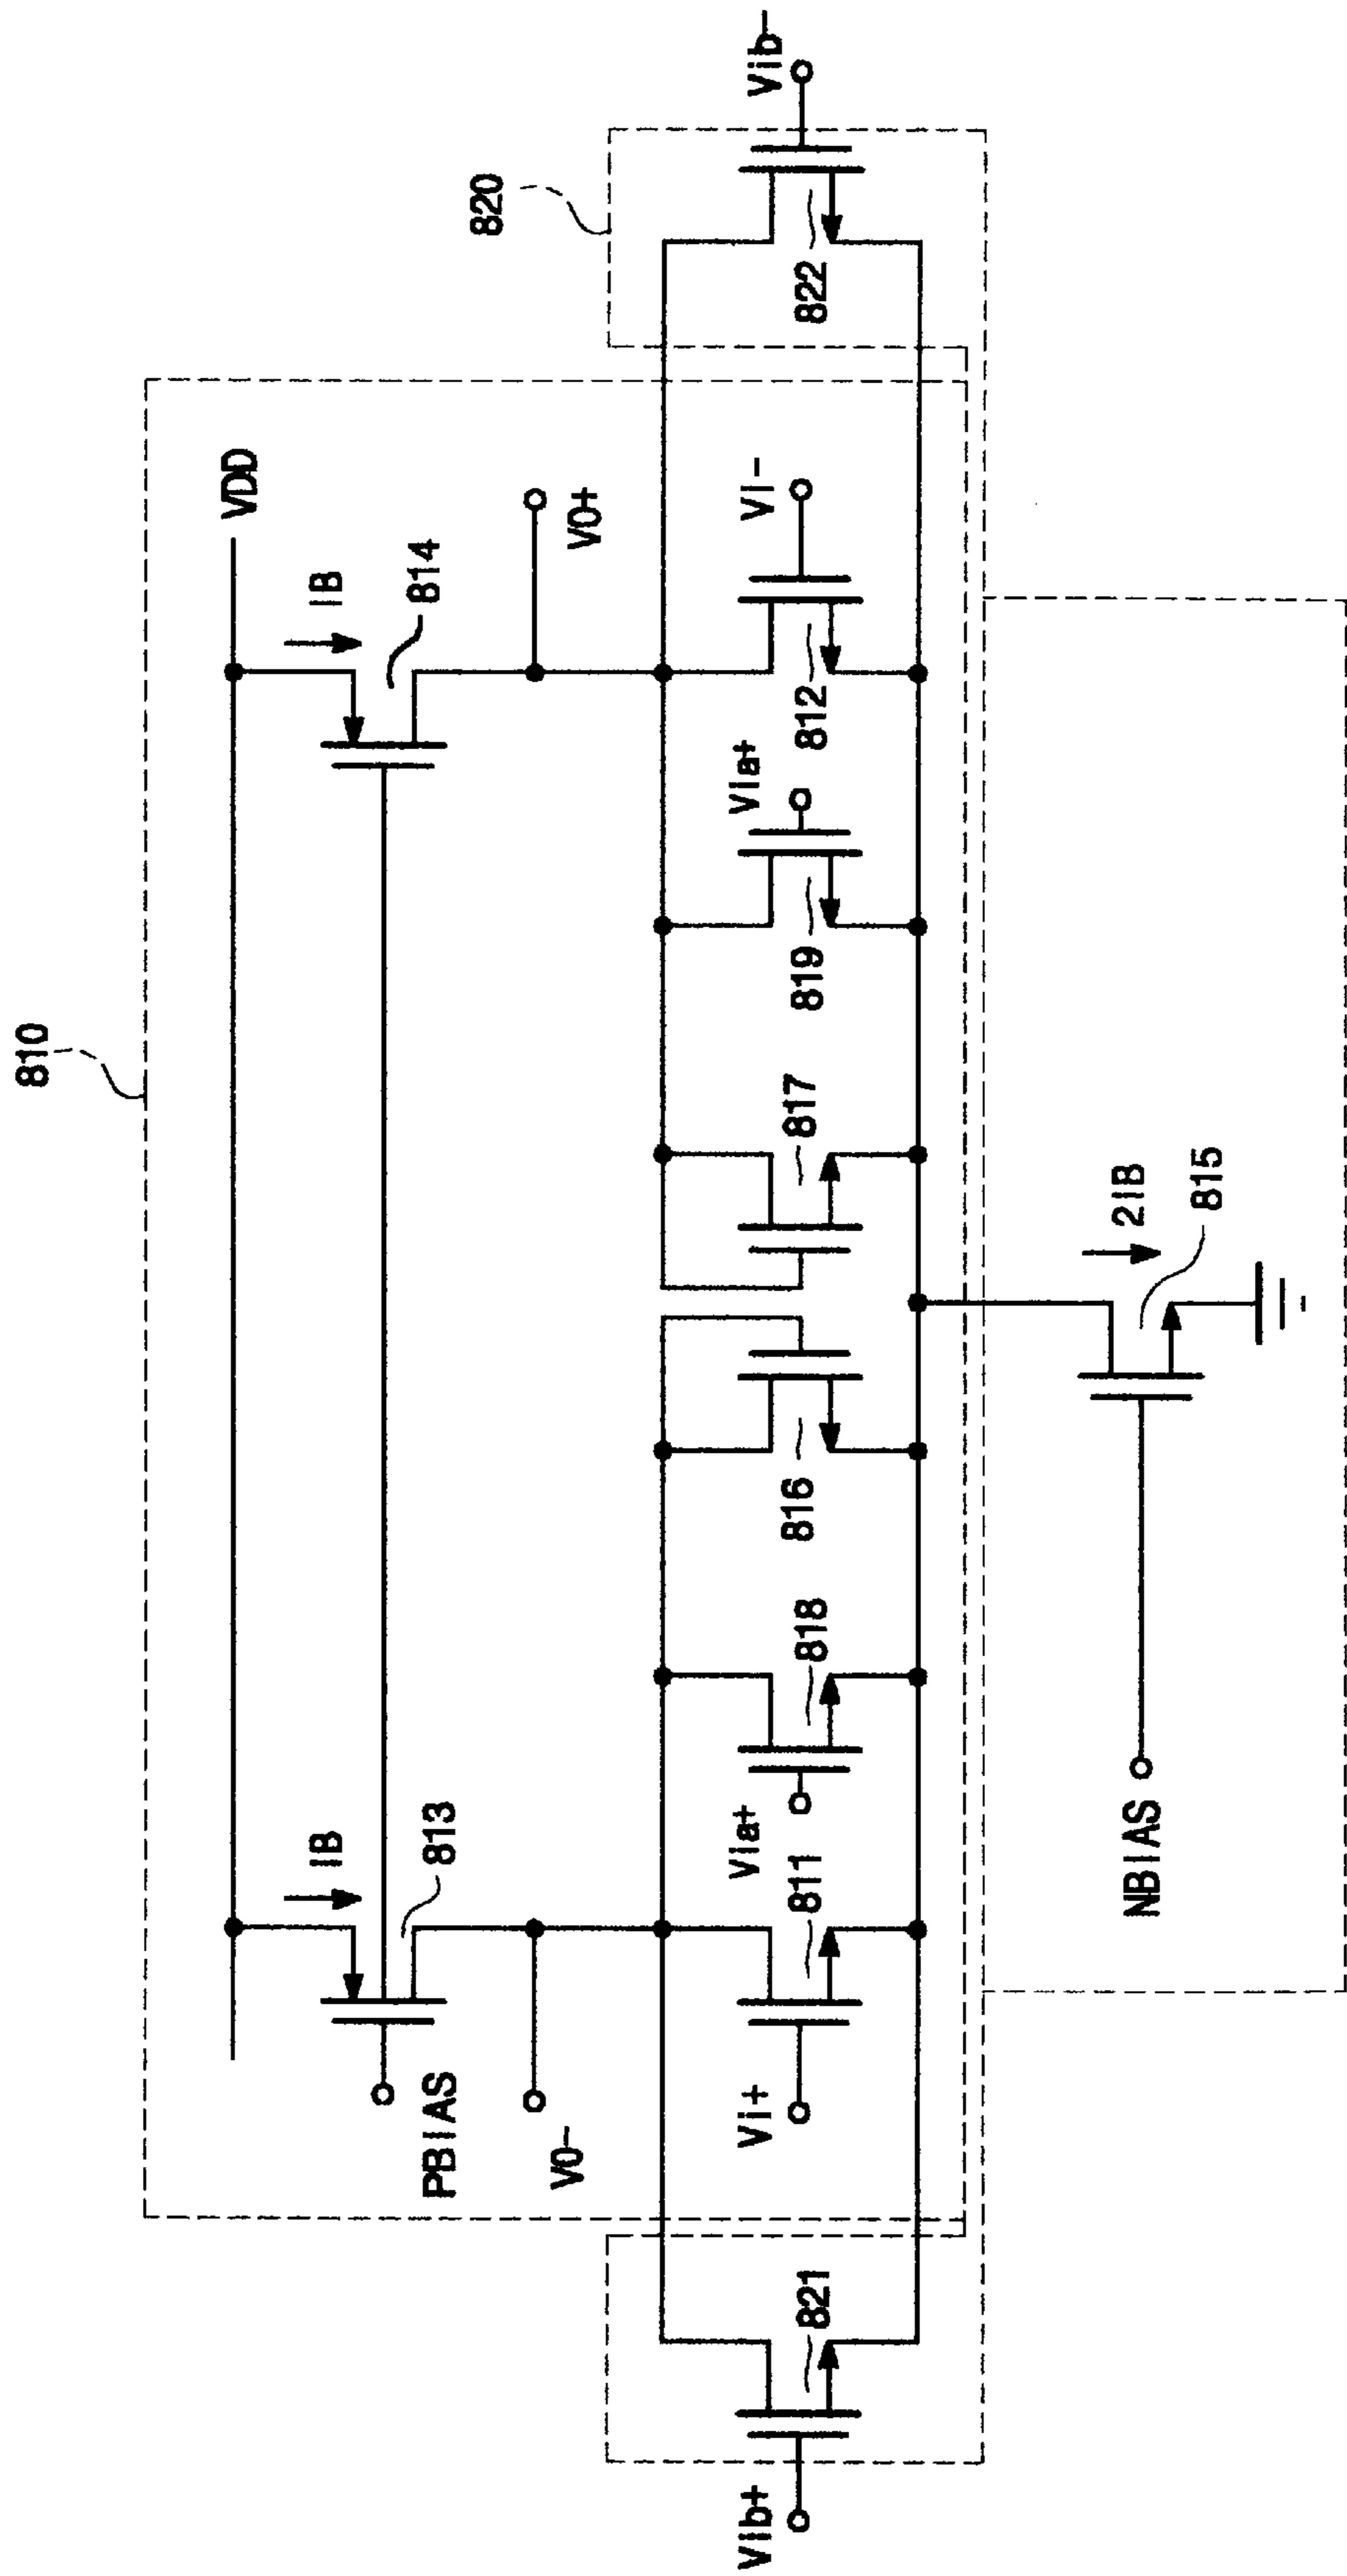 810
VDD
IB
IB
813
814
PBIAS
820
V0-
V0+
Vib+
Vi+
Via+
Via+
Vi-
Vib-
821
811
818
816
817
819
812
822
2IB
NBIAS
815